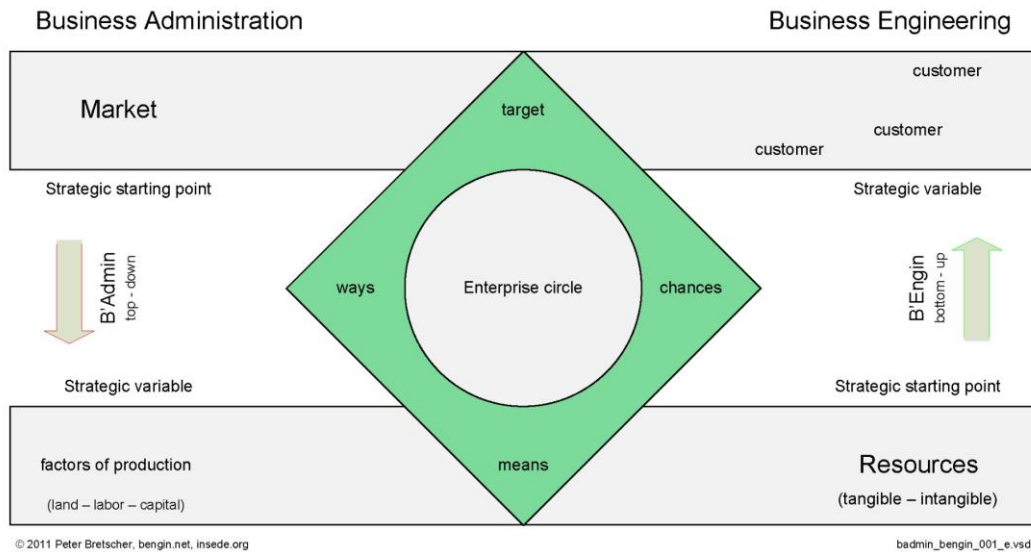 Business Administration
Business Engineering
Market
target
customer
customer
customer
Strategic starting point
Strategic variable
B'Admin
top - down
ways
Enterprise circle
chances
B'Engin
bottom - up
Strategic variable
Strategic starting point
factors of production
(land – labor – capital)
means
Resources
(tangible – intangible)
© 2011 Peter Bretscher, bengin.net, insede.org
badmin_bengin_001_e.vsd